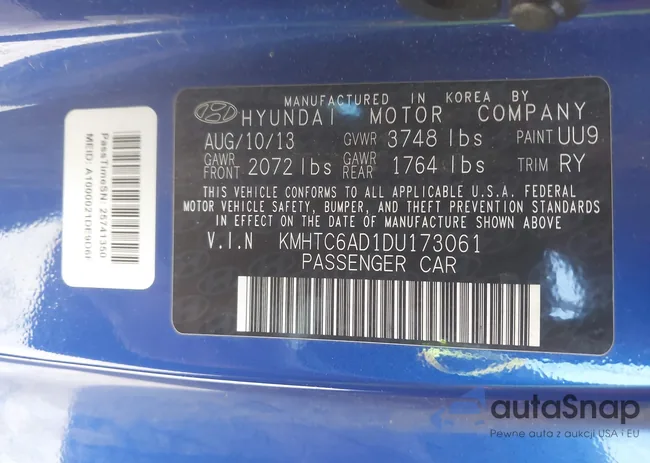 MANUFACTURED IN KOREA BY
HYUNDAI MOTOR COMPANY
AUG/10/13 GVWR 3748 lbs PAINT UU9
GAWR FRONT 2072 lbs GAWR REAR 1764 lbs TRIM RY
THIS VEHICLE CONFORMS TO ALL APPLICABLE U.S.A. FEDERAL
MOTOR VEHICLE SAFETY, BUMPER, AND THEFT PREVENTION STANDARDS
IN EFFECT ON THE DATE OF MANUFACTURE SHOWN ABOVE
V.I.N KMHTC6AD1DU173061
PASSENGER CAR
PassTimeSN: 25741350
MEID:
autaSnap
Pewne auta z aukcji USA i EU